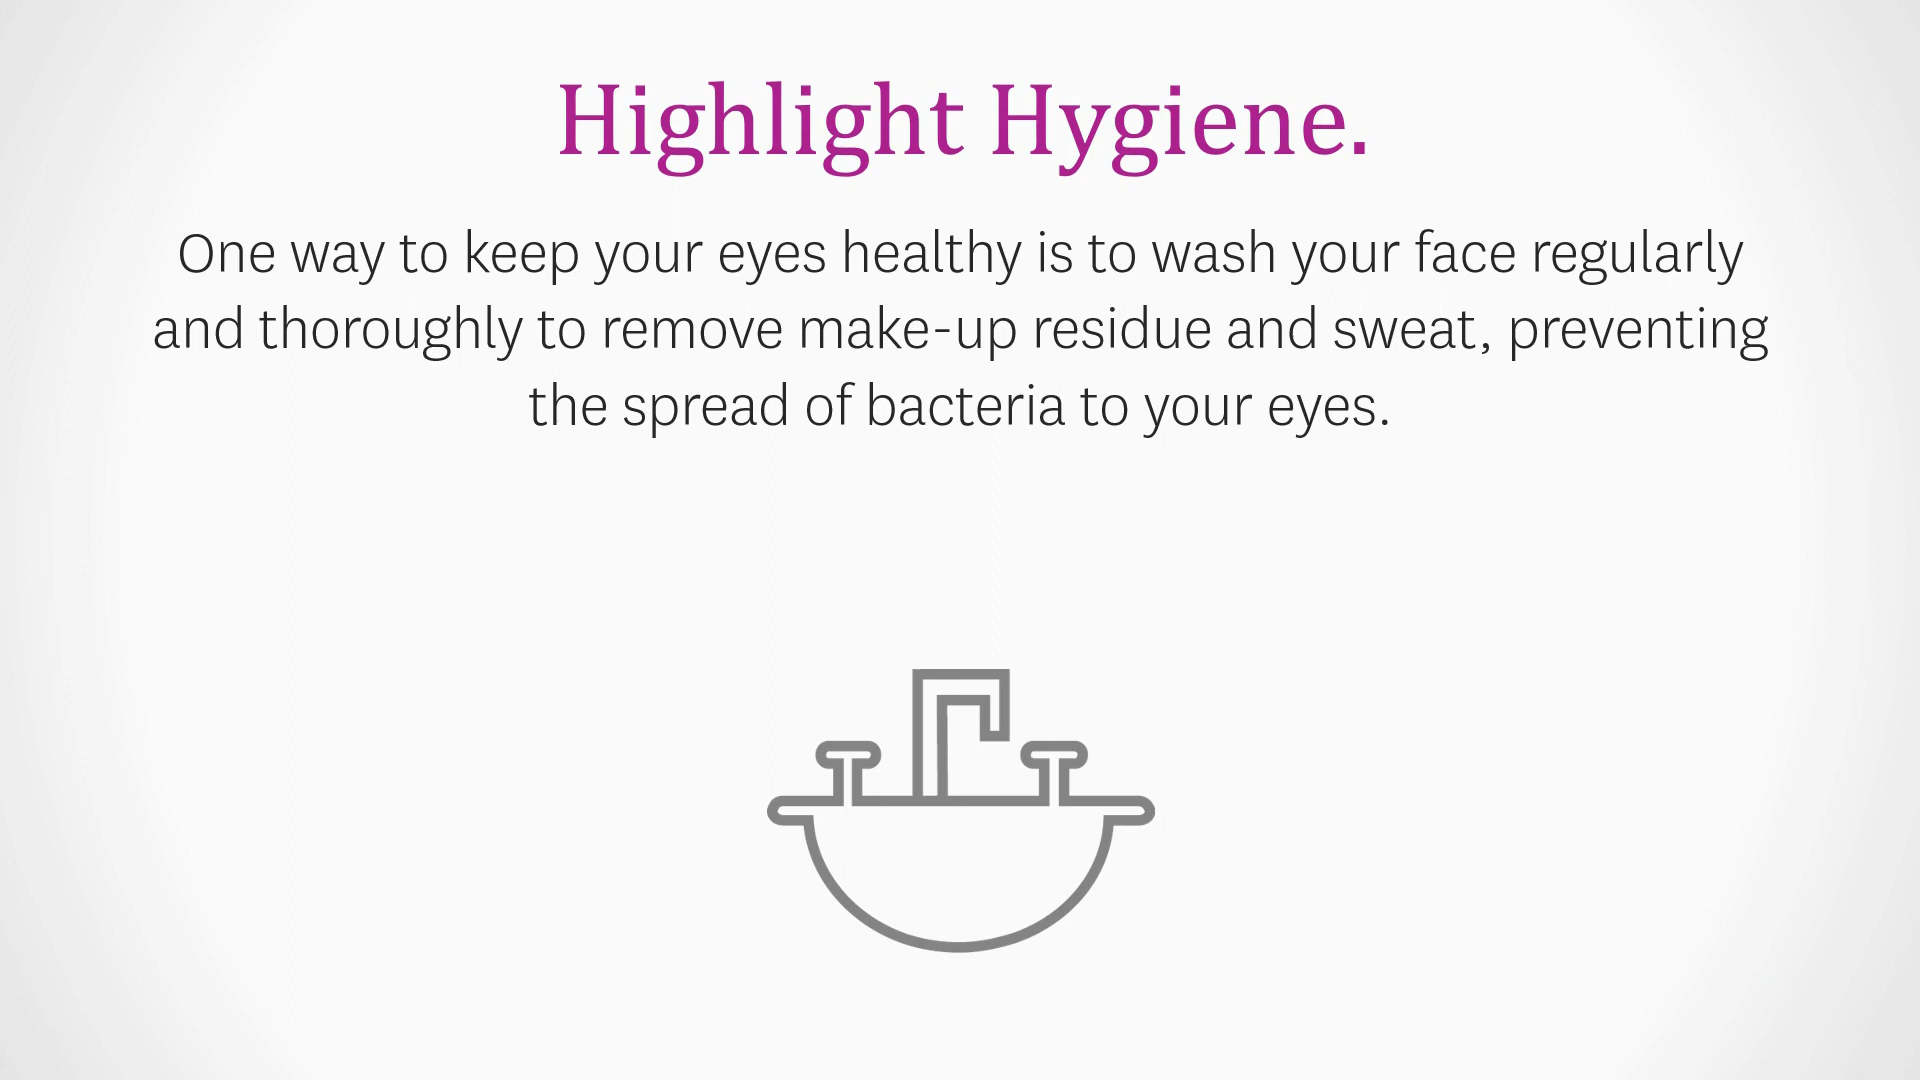 Highlight Hygiene.
One way to keep your eyes healthy is to wash your face regularly
and thoroughly to remove make-up residue and sweat, preventing
the spread of bacteria to your eyes.